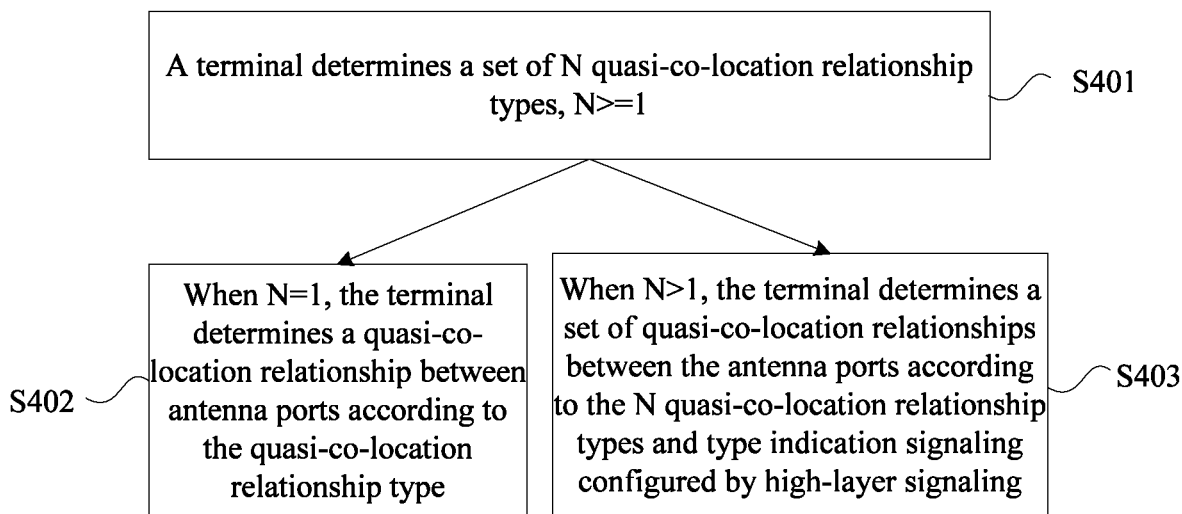 A terminal determines a set of N quasi-co-location relationship
types, N>=1
S401
When N=1, the terminal
determines a quasi-co-
location relationship between
antenna ports according to
the quasi-co-location
relationship type
S402
When N>1, the terminal determines a
set of quasi-co-location relationships
between the antenna ports according
to the N quasi-co-location relationship
types and type indication signaling
configured by high-layer signaling
S403